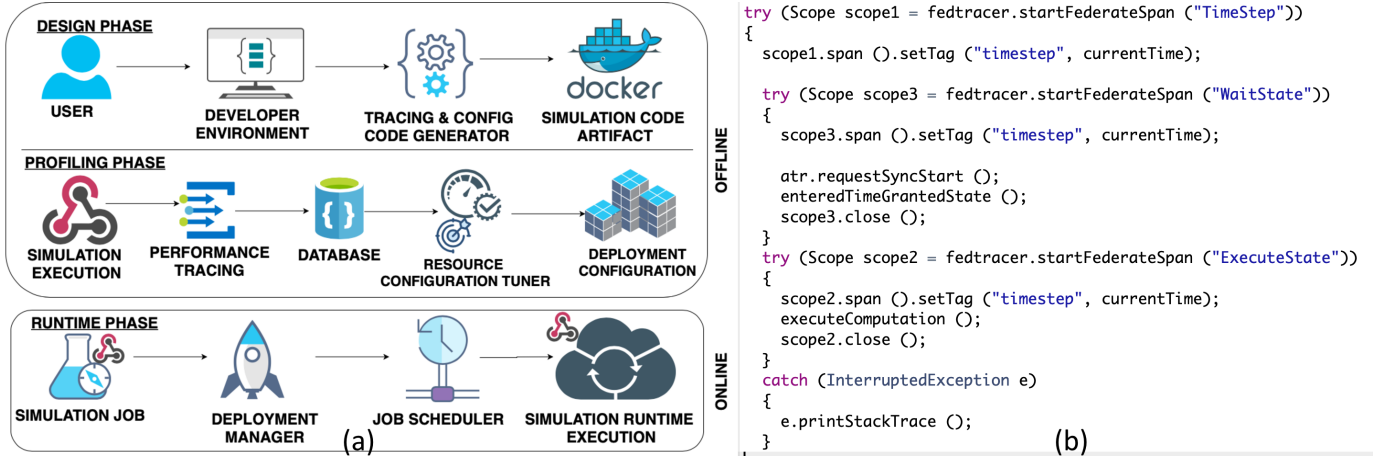 DESIGN PHASE
USER
DEVELOPER
ENVIRONMENT
TRACING & CONFIG
CODE GENERATOR
docker
SIMULATION CODE
ARTIFACT
PROFILING PHASE
SIMULATION
EXECUTION
PERFORMANCE
TRACING
DATABASE
RESOURCE
CONFIGURATION TUNER
DEPLOYMENT
CONFIGURATION
OFFLINE
RUNTIME PHASE
SIMULATION JOB
DEPLOYMENT
MANAGER
JOB SCHEDULER
SIMULATION RUNTIME
EXECUTION
ONLINE
(a)
try (Scope scope1 = fedtracer.startFederateSpan ("TimeStep"))
{
scope1.span ().setTag ("timestep", currentTime);
try (Scope scope3 = fedtracer.startFederateSpan ("WaitState"))
{
scope3.span ().setTag ("timestep", currentTime);
atr.requestSyncStart ();
enteredTimeGrantedState ();
scope3.close ();
}
try (Scope scope2 = fedtracer.startFederateSpan ("ExecuteState"))
{
scope2.span ().setTag ("timestep", currentTime);
executeComputation ();
scope2.close ();
}
catch (InterruptedException e)
{
e.printStackTrace ();
}
(b)